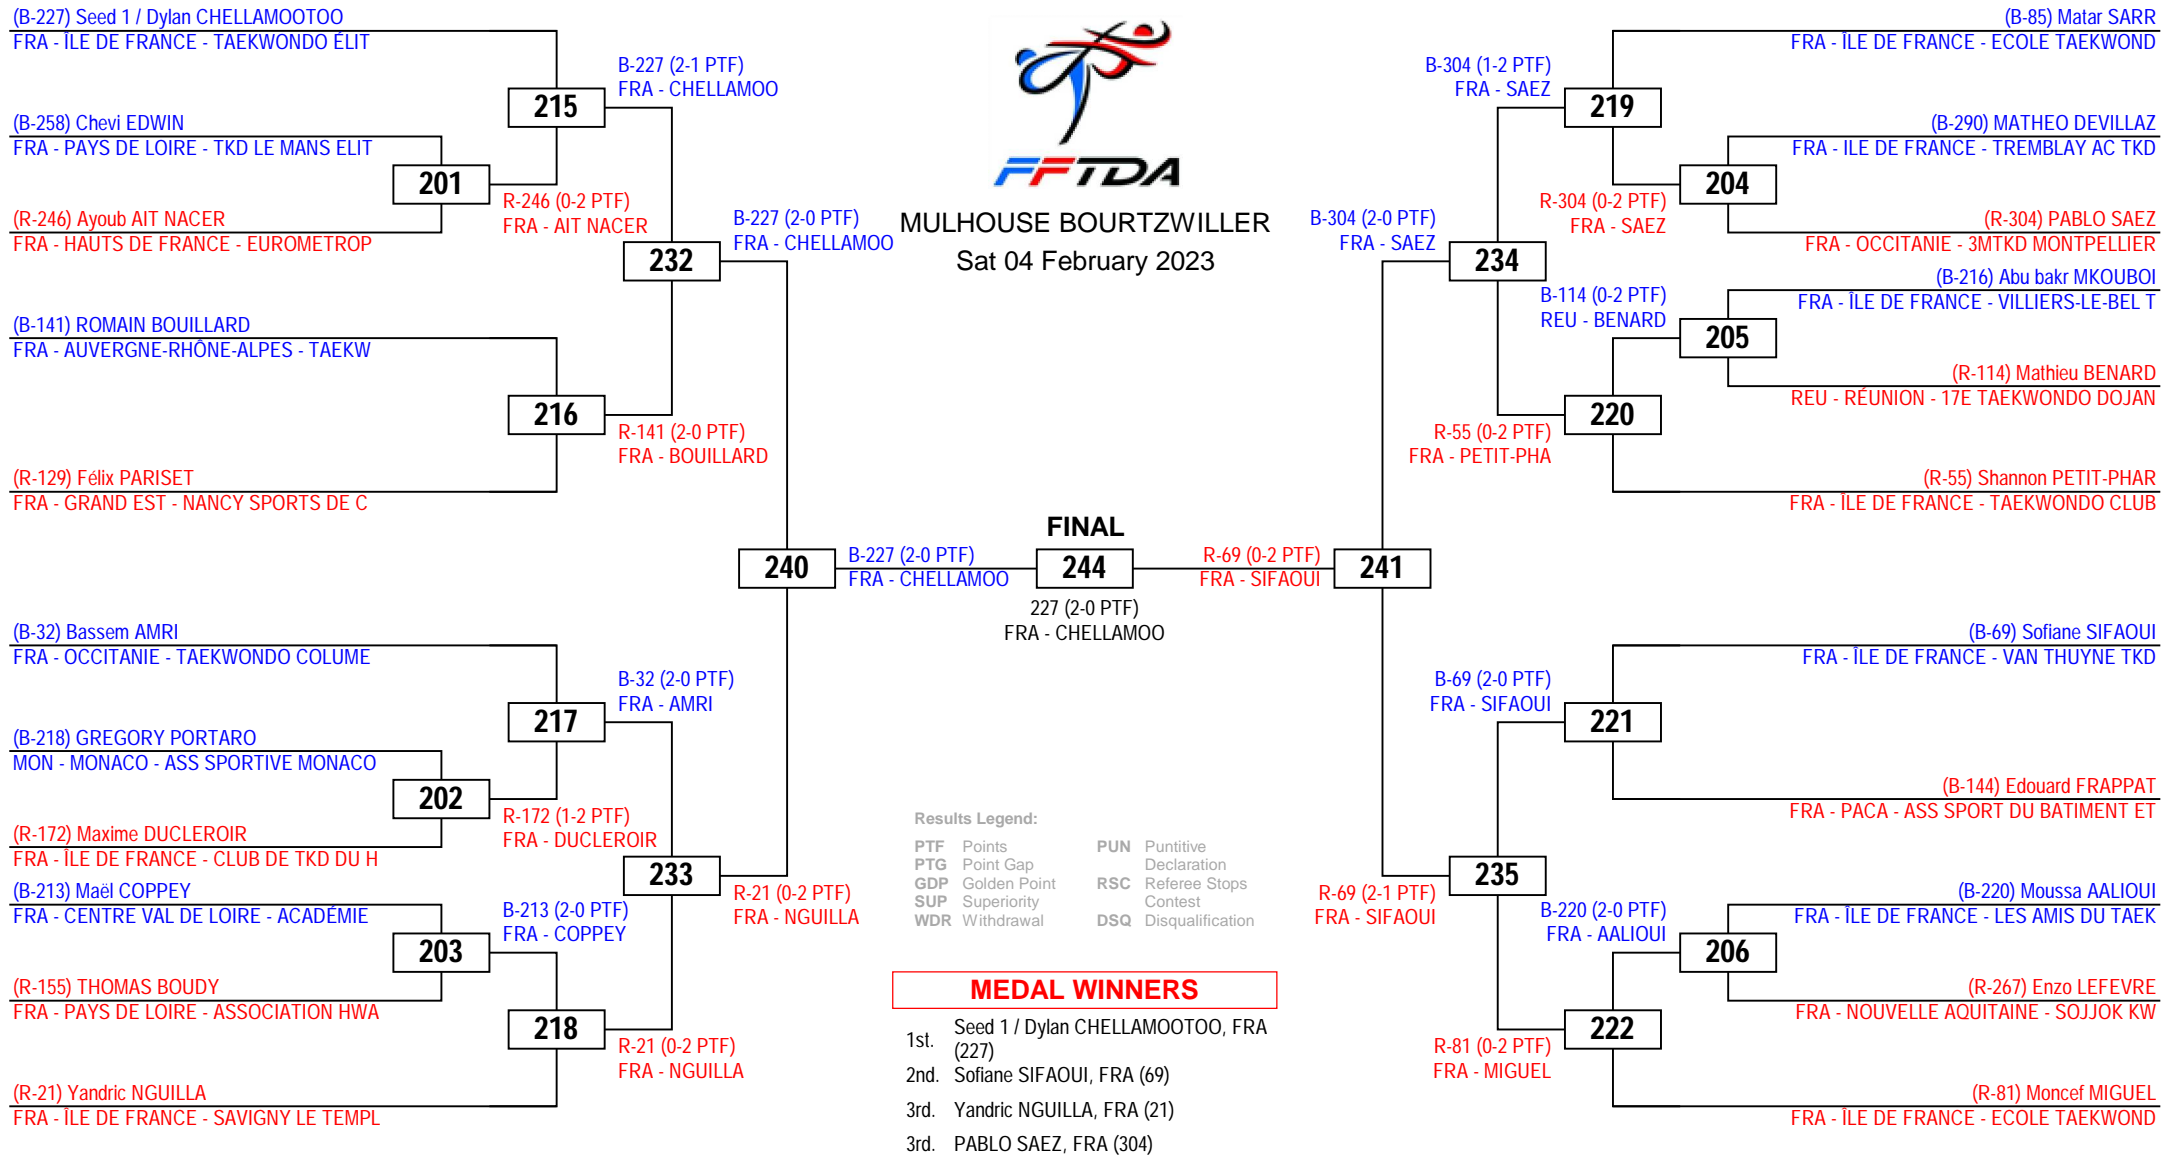 (B-227) Seed 1 / Dylan CHELLAMOOTOO
FRA - ÎLE DE FRANCE - TAEKWONDO ÉLIT
(B-258) Chevi EDWIN
FRA - PAYS DE LOIRE - TKD LE MANS ELIT
201
(R-246) Ayoub AIT NACER
FRA - HAUTS DE FRANCE - EUROMETROP
215
R-246 (0-2 PTF)
FRA - AIT NACER
B-227 (2-1 PTF)
FRA - CHELLAMOO
232
B-227 (2-0 PTF)
FRA - CHELLAMOO
(B-141) ROMAIN BOUILLARD
FRA - AUVERGNE-RHÔNE-ALPES - TAEKW
216
R-141 (2-0 PTF)
FRA - BOUILLARD
(R-129) Félix PARISET
FRA - GRAND EST - NANCY SPORTS DE C
240
B-227 (2-0 PTF)
FRA - CHELLAMOO
(B-32) Bassem AMRI
FRA - OCCITANIE - TAEKWONDO COLUME
217
B-32 (2-0 PTF)
FRA - AMRI
(B-218) GREGORY PORTARO
MON - MONACO - ASS SPORTIVE MONACO
202
R-172 (1-2 PTF)
FRA - DUCLEROIR
(R-172) Maxime DUCLEROIR
FRA - ÎLE DE FRANCE - CLUB DE TKD DU H
233
R-21 (0-2 PTF)
FRA - NGUILLA
(B-213) Maël COPPEY
FRA - CENTRE VAL DE LOIRE - ACADÉMIE
203
B-213 (2-0 PTF)
FRA - COPPEY
(R-155) THOMAS BOUDY
FRA - PAYS DE LOIRE - ASSOCIATION HWA
218
R-21 (0-2 PTF)
FRA - NGUILLA
(R-21) Yandric NGUILLA
FRA - ÎLE DE FRANCE - SAVIGNY LE TEMPL
FFTDA
MULHOUSE BOURTZWILLER
Sat 04 February 2023
FINAL
244
227 (2-0 PTF)
FRA - CHELLAMOO
Results Legend:
PTF Points
PTG Point Gap
GDP Golden Point
SUP Superiority
WDR Withdrawal
PUN Puntitive
Declaration
RSC Referee Stops
Contest
DSQ Disqualification
MEDAL WINNERS
1st. Seed 1 / Dylan CHELLAMOOTOO, FRA
(227)
2nd. Sofiane SIFAOUI, FRA (69)
3rd. Yandric NGUILLA, FRA (21)
3rd. PABLO SAEZ, FRA (304)
(B-85) Matar SARR
FRA - ÎLE DE FRANCE - ECOLE TAEKWOND
B-304 (1-2 PTF)
FRA - SAEZ
219
(B-290) MATHEO DEVILLAZ
FRA - ILE DE FRANCE - TREMBLAY AC TKD
204
R-304 (0-2 PTF)
FRA - SAEZ
(R-304) PABLO SAEZ
FRA - OCCITANIE - 3MTKD MONTPELLIER
B-304 (2-0 PTF)
FRA - SAEZ
234
(B-216) Abu bakr MKOUBOI
FRA - ÎLE DE FRANCE - VILLIERS-LE-BEL T
B-114 (0-2 PTF)
REU - BENARD
205
(R-114) Mathieu BENARD
REU - RÉUNION - 17E TAEKWONDO DOJAN
220
R-55 (0-2 PTF)
FRA - PETIT-PHA
(R-55) Shannon PETIT-PHAR
FRA - ÎLE DE FRANCE - TAEKWONDO CLUB
R-69 (0-2 PTF)
FRA - SIFAOUI
241
(B-69) Sofiane SIFAOUI
FRA - ÎLE DE FRANCE - VAN THUYNE TKD
B-69 (2-0 PTF)
FRA - SIFAOUI
221
(B-144) Edouard FRAPPAT
FRA - PACA - ASS SPORT DU BATIMENT ET
R-69 (2-1 PTF)
FRA - SIFAOUI
235
(B-220) Moussa AALIOUI
FRA - ÎLE DE FRANCE - LES AMIS DU TAEK
B-220 (2-0 PTF)
FRA - AALIOUI
206
(R-267) Enzo LEFEVRE
FRA - NOUVELLE AQUITAINE - SOJJOK KW
222
R-81 (0-2 PTF)
FRA - MIGUEL
(R-81) Moncef MIGUEL
FRA - ÎLE DE FRANCE - ECOLE TAEKWOND